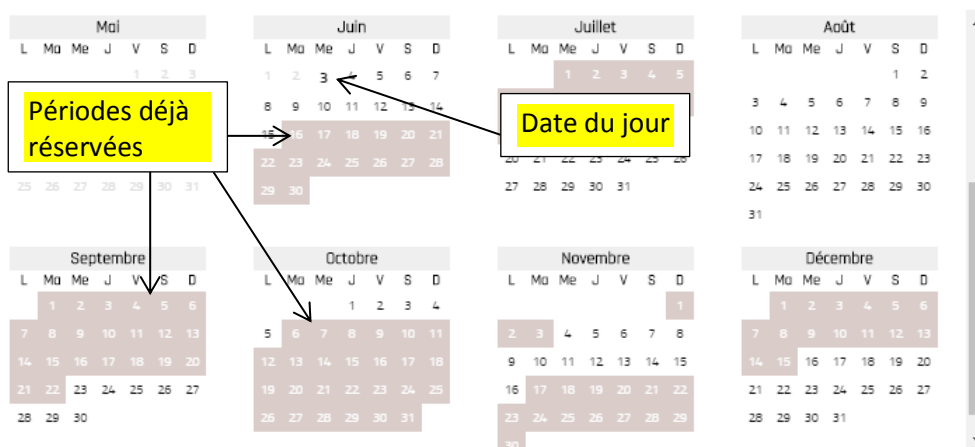 Mai
L Ma Me J V S D
1 2 3
25 26 27 28 29 30 31
Périodes déjà
réservées
Juin
L Ma Me J V S D
1 2 3 4 5 6 7
8 9 10 11 12 13 14
15 16 17 18 19 20 21
22 23 24 25 26 27 28
29 30
Juillet
L Ma Me J V S D
1 2 3 4 5
Date du jour
20 21 22 23 24 25 26
27 28 29 30 31
Août
L Ma Me J V S D
1 2
3 4 5 6 7 8 9
10 11 12 13 14 15 16
17 18 19 20 21 22 23
24 25 26 27 28 29 30
31
Septembre
L Ma Me J V S D
1 2 3 4 5 6
7 8 9 10 11 12 13
14 15 16 17 18 19 20
21 22 23 24 25 26 27
28 29 30
Octobre
L Ma Me J V S D
1 2 3 4
5 6 7 8 9 10 11
12 13 14 15 16 17 18
19 20 21 22 23 24 25
26 27 28 29 30 31
Novembre
L Ma Me J V S D
1
2 3 4 5 6 7 8
9 10 11 12 13 14 15
16 17 18 19 20 21 22
23 24 25 26 27 28 29
30
Décembre
L Ma Me J V S D
1 2 3 4 5 6
7 8 9 10 11 12 13
14 15 16 17 18 19 20
21 22 23 24 25 26 27
28 29 30 31